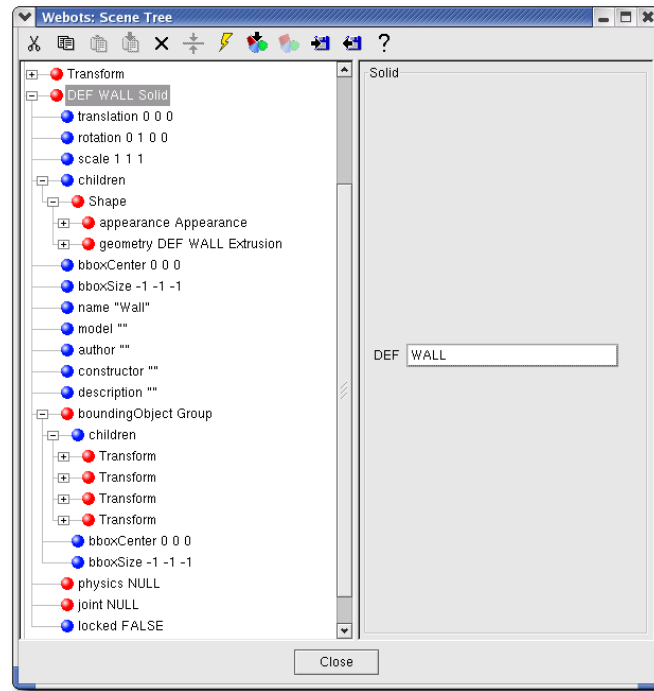 Webots: Scene Tree
?
Transform
DEF WALL Solid
translation 0 0 0
rotation 0 1 0 0
scale 1 1 1
children
Shape
appearance Appearance
geometry DEF WALL Extrusion
bboxCenter 0 0 0
bboxSize -1 -1 -1
name "Wall"
model ""
author ""
constructor ""
description ""
boundingObject Group
children
Transform
Transform
Transform
Transform
bboxCenter 0 0 0
bboxSize -1 -1 -1
physics NULL
joint NULL
locked FALSE
Solid
DEF WALL
Close